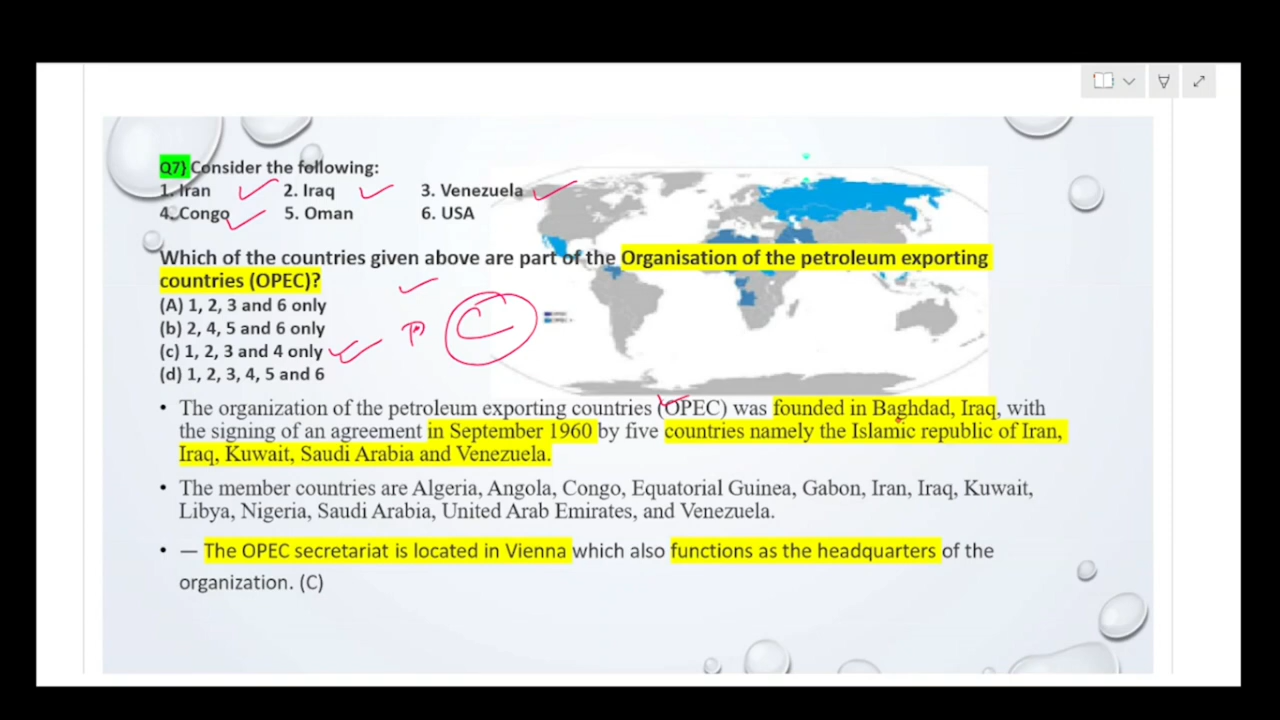 Q7} Consider the following:
1. Iran 2. Iraq 3. Venezuela
4. Congo 5. Oman 6. USA
Which of the countries given above are part of the Organisation of the petroleum exporting
countries (OPEC)?
(A) 1, 2, 3 and 6 only
(b) 2, 4, 5 and 6 only
(c) 1, 2, 3 and 4 only
(d) 1, 2, 3, 4, 5 and 6
C
• The organization of the petroleum exporting countries (OPEC) was founded in Baghdad, Iraq, with
the signing of an agreement in September 1960 by five countries namely the Islamic republic of Iran,
Iraq, Kuwait, Saudi Arabia and Venezuela.
• The member countries are Algeria, Angola, Congo, Equatorial Guinea, Gabon, Iran, Iraq, Kuwait,
Libya, Nigeria, Saudi Arabia, United Arab Emirates, and Venezuela.
• — The OPEC secretariat is located in Vienna which also functions as the headquarters of the
organization. (C)